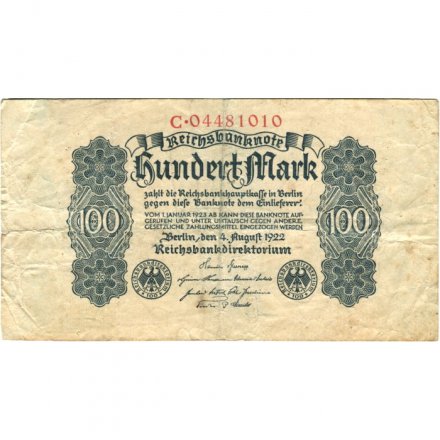 C·04481010
Reichsbanknote
Hundert Mark
zahlt die Reichsbankhauptkasse in Berlin
gegen diese Banknote dem Einlieferer.
VOM 1. JANUAR 1923 AB KANN DIESE BANKNOTE AUF-
GERUFEN UND UNTER UMTAUSCH GEGEN ANDERE
GESETZLICHE ZAHLUNGSMITTEL EINGEZOGEN WERDEN
100
100
Berlin, den 4. August 1922
Reichsbankdirektorium